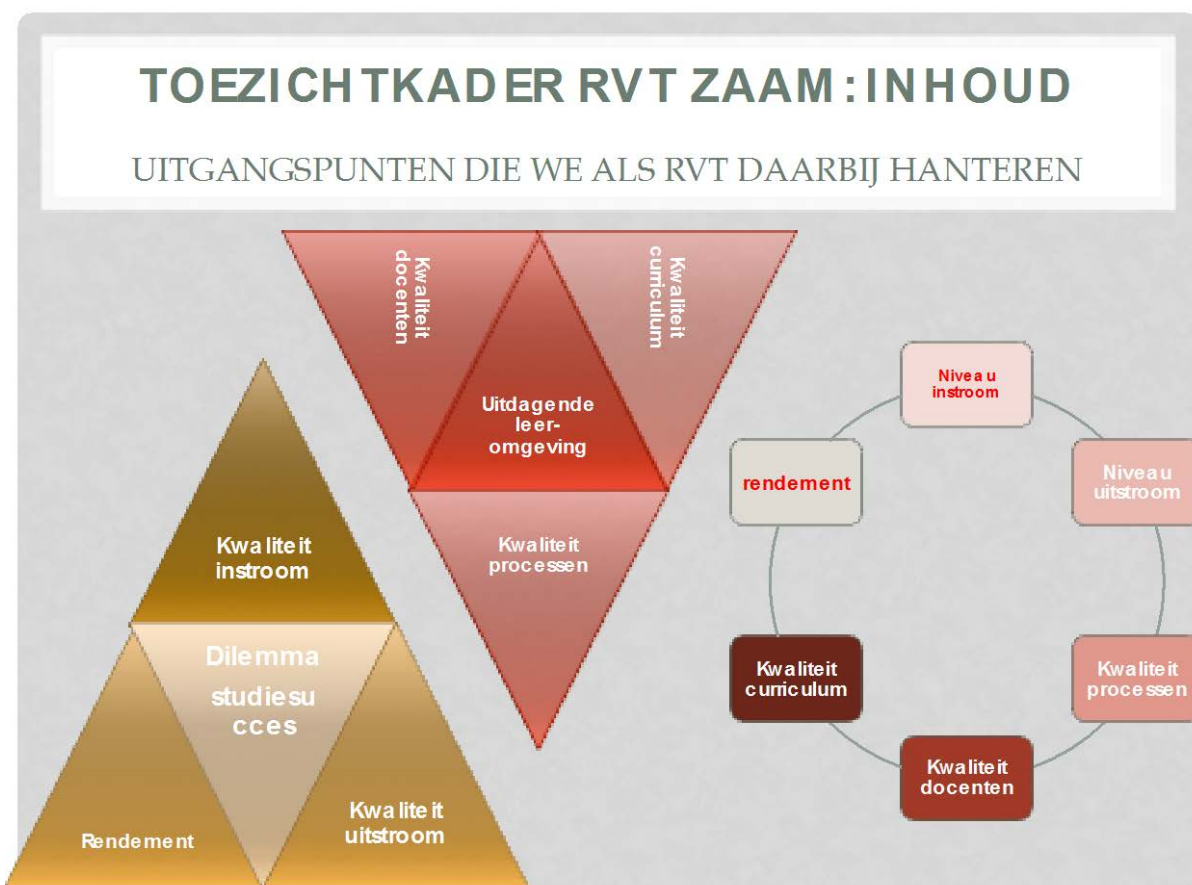 TOEZICHTKADER RVT ZAAM: INHOUD
UITGANGSPUNTEN DIE WE ALS RVT DAARBIJ HANTEREN
Kwaliteit
docenten
Kwaliteit
curriculum
Uitdagende
leer-
omgeving
Kwaliteit
processen
Kwaliteit
instroom
Dilemma
studiesu
cces
Rendement
Kwaliteit
uitstroom
Niveau
instroom
Niveau
uitstroom
Kwaliteit
processen
Kwaliteit
docenten
Kwaliteit
curriculum
rendement